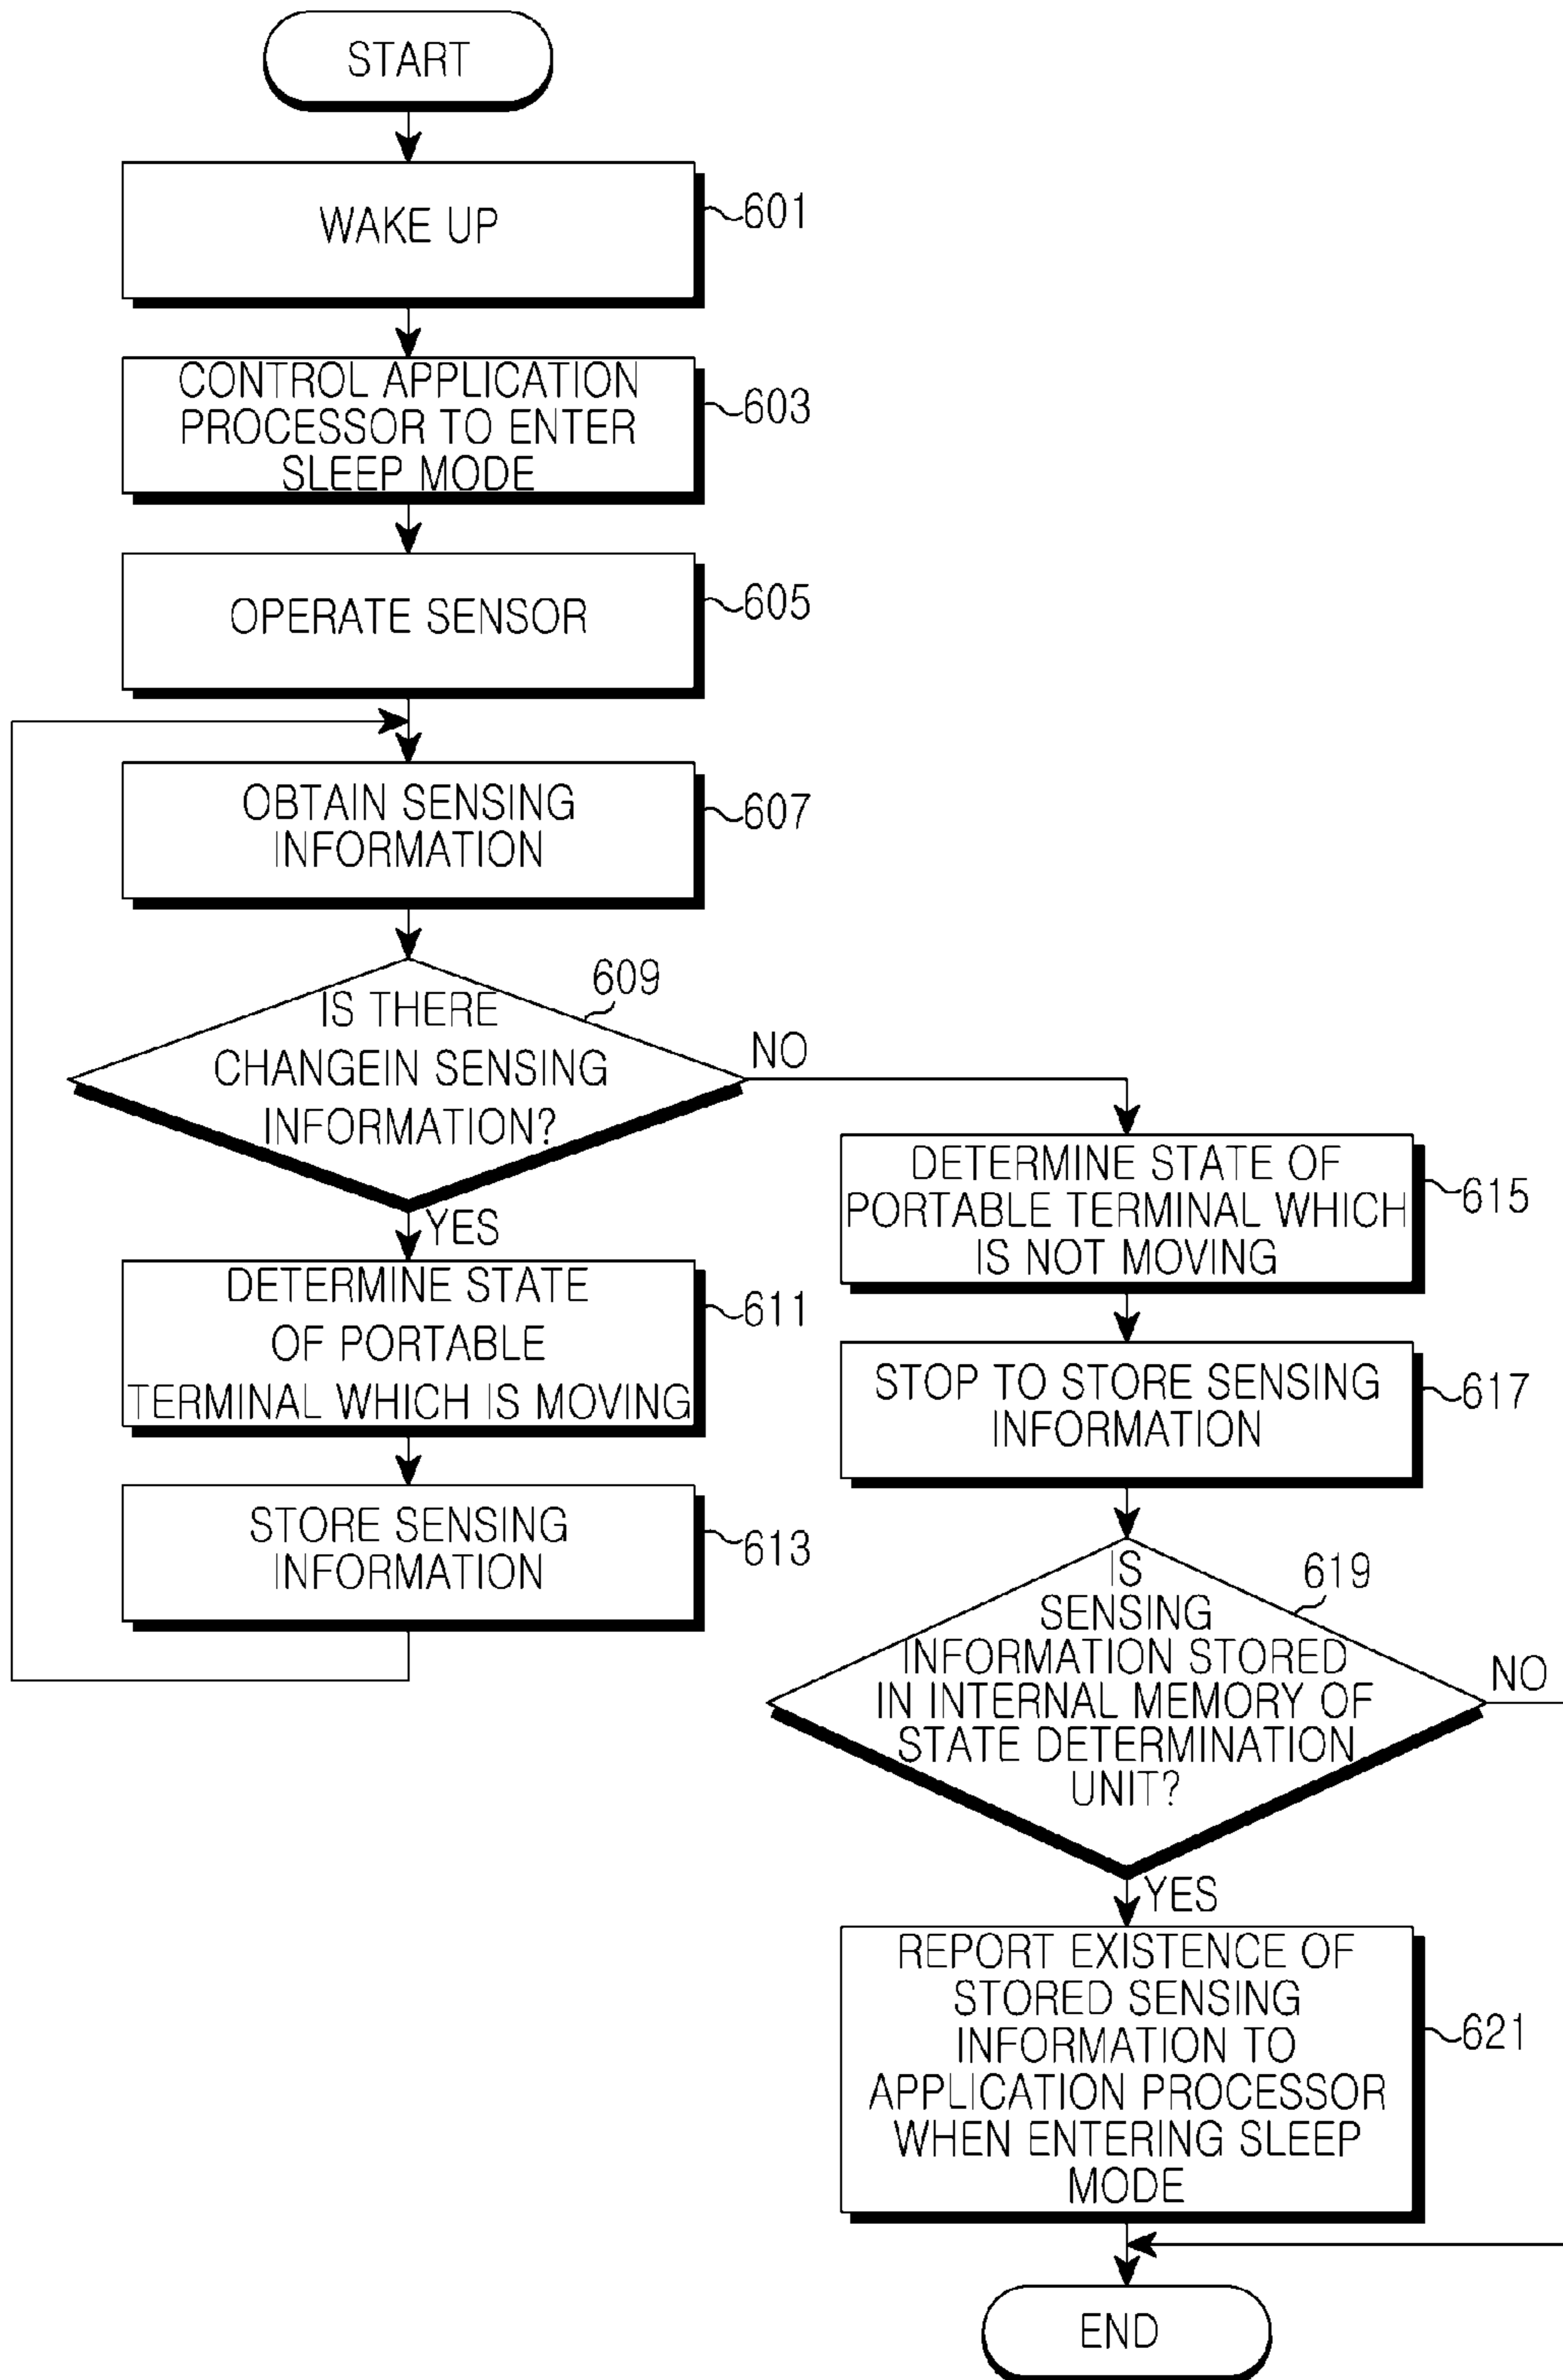 START
WAKE UP
601
CONTROL APPLICATION
PROCESSOR TO ENTER
SLEEP MODE
603
OPERATE SENSOR
605
OBTAIN SENSING
INFORMATION
607
IS THERE
CHANGEIN SENSING
INFORMATION?
609
NO
YES
DETERMINE STATE
OF PORTABLE
TERMINAL WHICH IS MOVING
611
STORE SENSING
INFORMATION
613
DETERMINE STATE OF
PORTABLE TERMINAL WHICH
IS NOT MOVING
615
STOP TO STORE SENSING
INFORMATION
617
IS
SENSING
INFORMATION STORED
IN INTERNAL MEMORY OF
STATE DETERMINATION
UNIT?
619
NO
YES
REPORT EXISTENCE OF
STORED SENSING
INFORMATION TO
APPLICATION PROCESSOR
WHEN ENTERING SLEEP
MODE
621
END